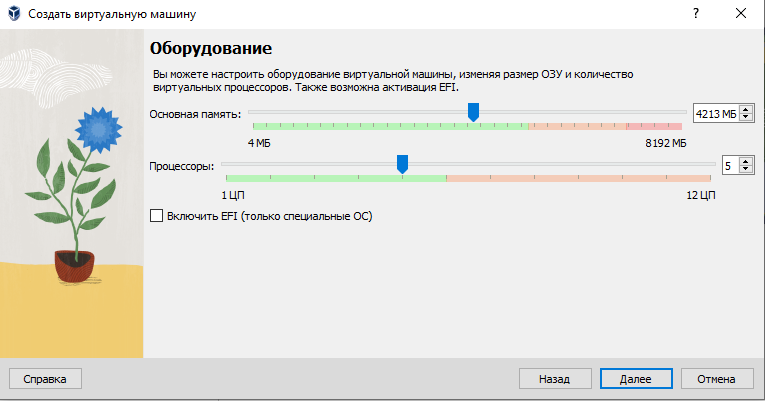 Создать виртуальную машину
?
Оборудование
Вы можете настроить оборудование виртуальной машины, изменяя размер ОЗУ и количество
виртуальных процессоров. Также возможна активация EFI.
Основная память:
4213 МБ
4 МБ
8192 МБ
Процессоры:
5
1 ЦП
12 ЦП
Включить EFI (только специальные ОС)
Справка
Назад
Далее
Отмена